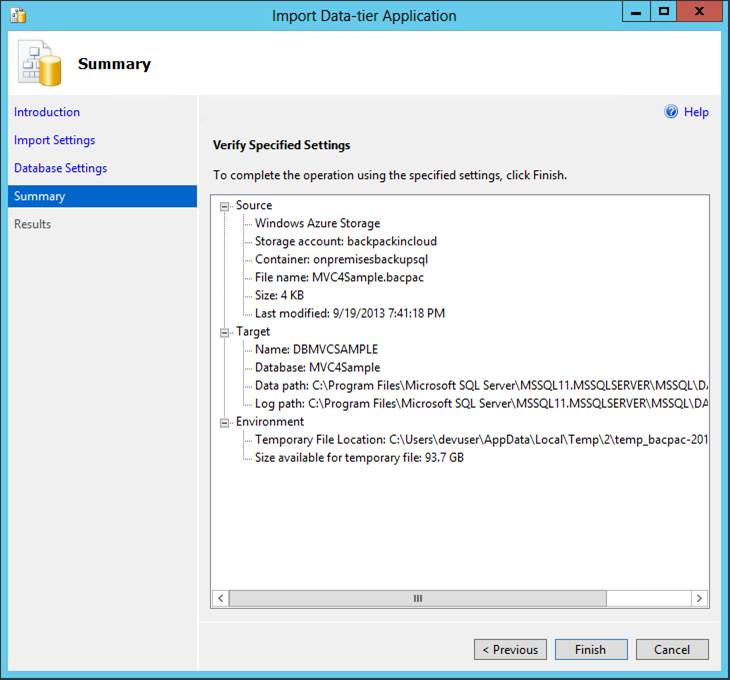 Import Data-tier Application
Summary
Introduction
Import Settings
Database Settings
Summary
Results
Help
Verify Specified Settings
To complete the operation using the specified settings, click Finish.
Source
Windows Azure Storage
Storage account: backpackincloud
Container: onpremisesbackupsql
File name: MVC4Sample.bacpac
Size: 4 KB
Last modified: 9/19/2013 7:41:18 PM
Target
Name: DBMVCSAMPLE
Database: MVC4Sample
Data path: C:\Program Files\Microsoft SQL Server\MSSQL11.MSSQLSERVER\MSSQL\DA
Log path: C:\Program Files\Microsoft SQL Server\MSSQL11.MSSQLSERVER\MSSQL\DA
Environment
Temporary File Location: C:\Users\devuser\AppData\Local\Temp\2\temp_bacpac-201
Size available for temporary file: 93.7 GB
< Previous
Finish
Cancel